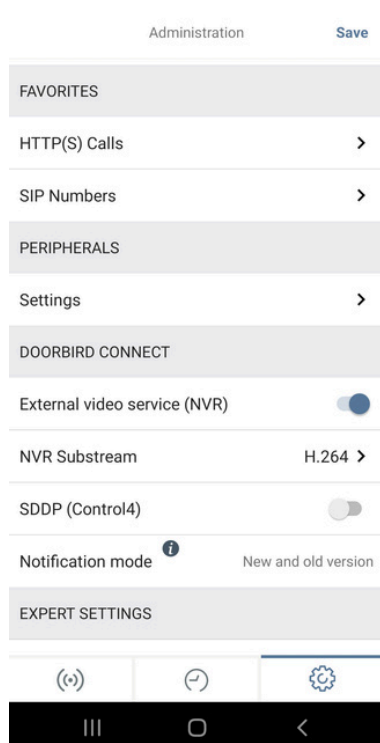 Administration Save
FAVORITES
HTTP(S) Calls
SIP Numbers
PERIPHERALS
Settings
DOORBIRD CONNECT
External video service (NVR)
NVR Substream H.264
SDDP (Control4)
Notification mode i New and old version
EXPERT SETTINGS